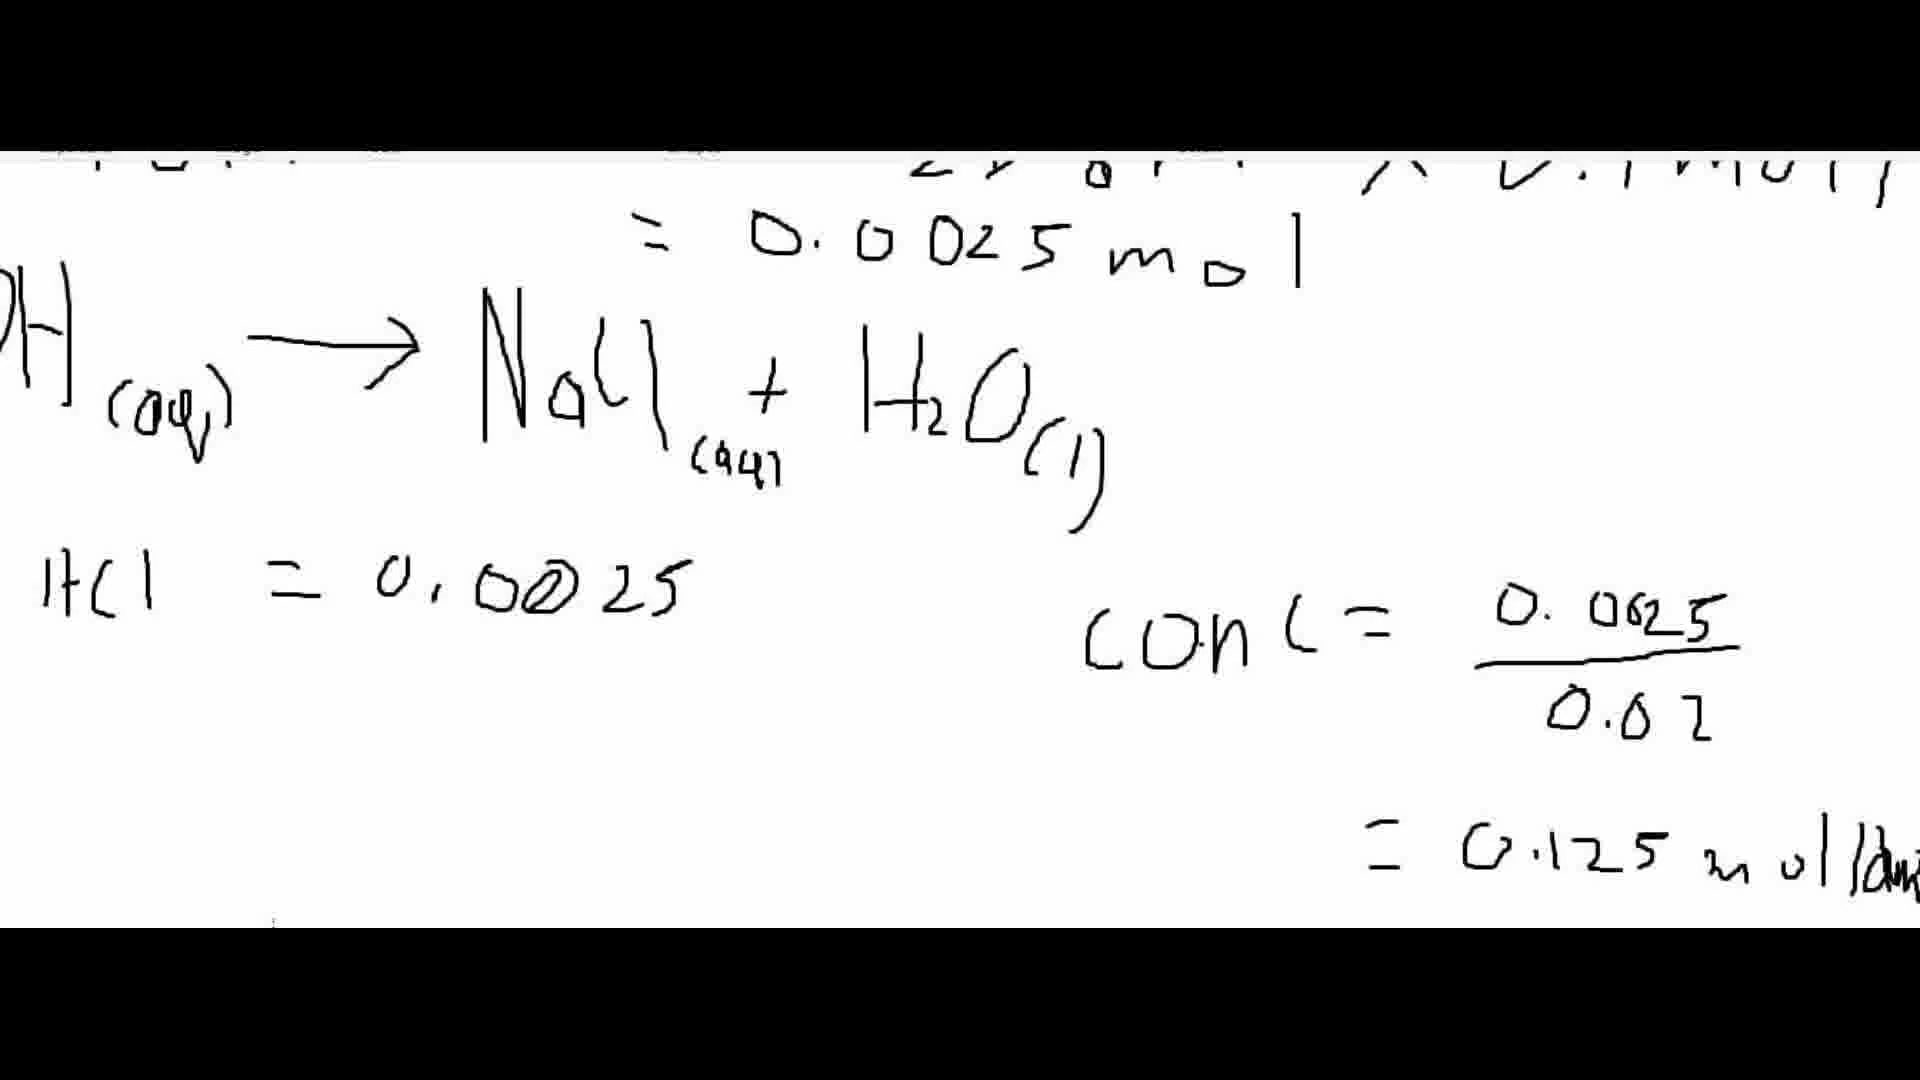 = 0.0025 mol
OH(aq) → NaCl(aq) + H₂O(l)
HCl = 0.0025
conc = 0.0025
0.02
= 0.125 mol/dm